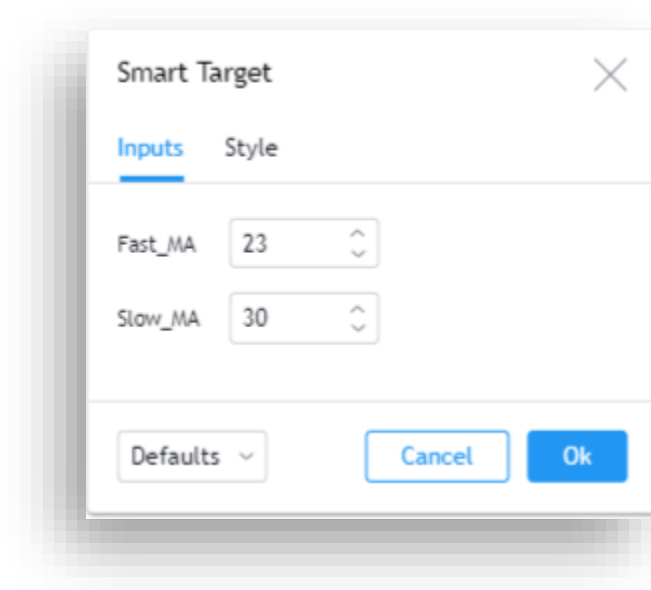 Smart Target
Inputs Style
Fast_MA 23
Slow_MA 30
Defaults Cancel Ok